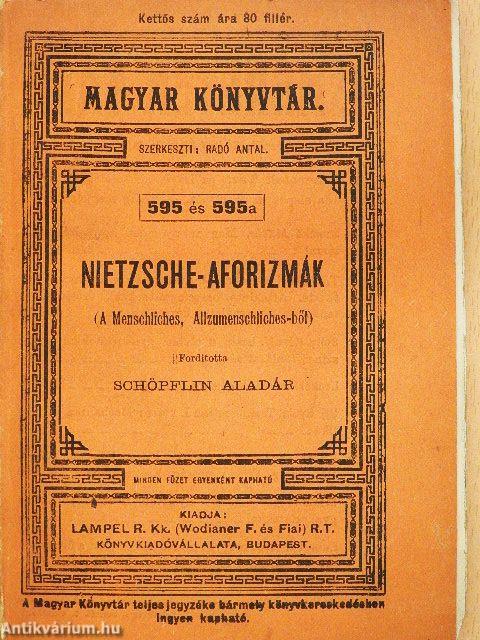 Kettős szám ára 80 fillér.
MAGYAR KÖNYVTÁR.
SZERKESZTI: RADÓ ANTAL.
595 és 595a
NIETZSCHE-AFORIZMÁK
(A Menschliches, Allzumenschliches-ből)
Fordította
SCHÖPFLIN ALADÁR
MINDEN FÜZET EGYENKÉNT KAPHATÓ
KIADJA:
LAMPEL R. Kk. (Wodianer F. és Fiai) R.T.
KÖNYVKIADÓVÁLLALATA, BUDAPEST.
A Magyar Könyvtár teljes jegyzéke bármely könyvkereskedésben
ingyen kapható.
Antikvárium.hu